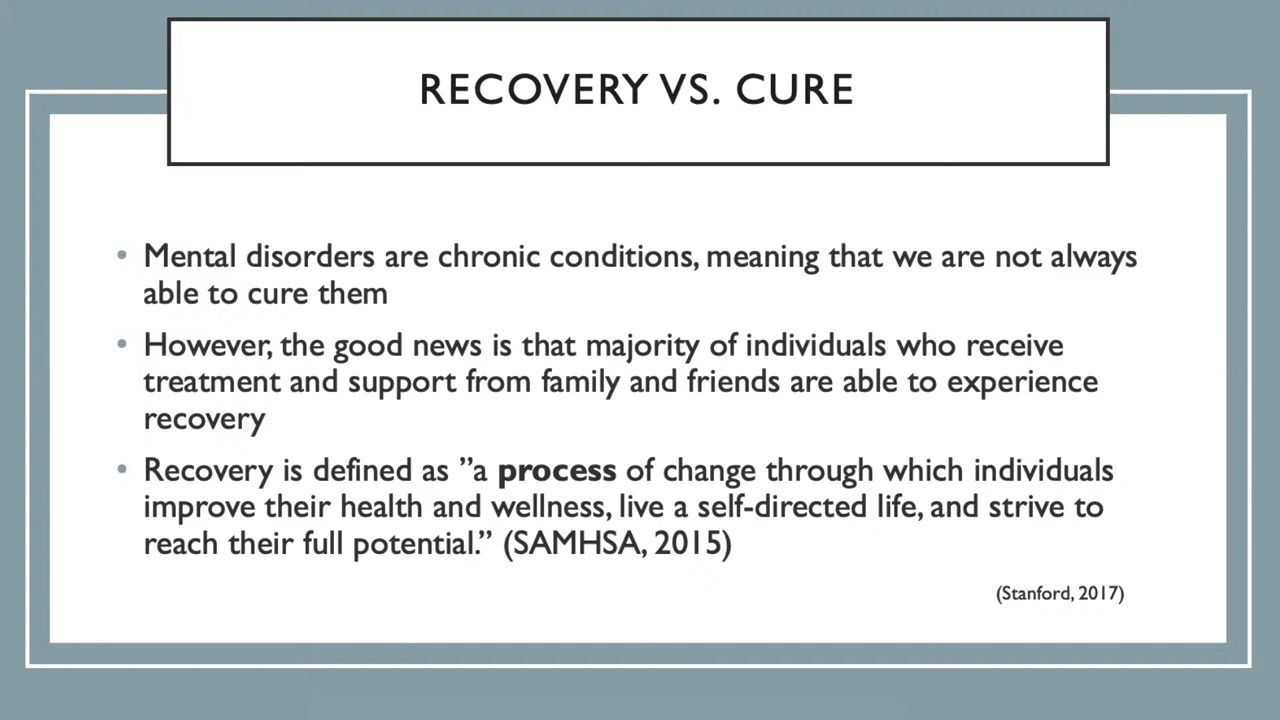 RECOVERY VS. CURE
• Mental disorders are chronic conditions, meaning that we are not always
able to cure them
• However, the good news is that majority of individuals who receive
treatment and support from family and friends are able to experience
recovery
• Recovery is defined as ”a process of change through which individuals
improve their health and wellness, live a self-directed life, and strive to
reach their full potential.” (SAMHSA, 2015)
(Stanford, 2017)